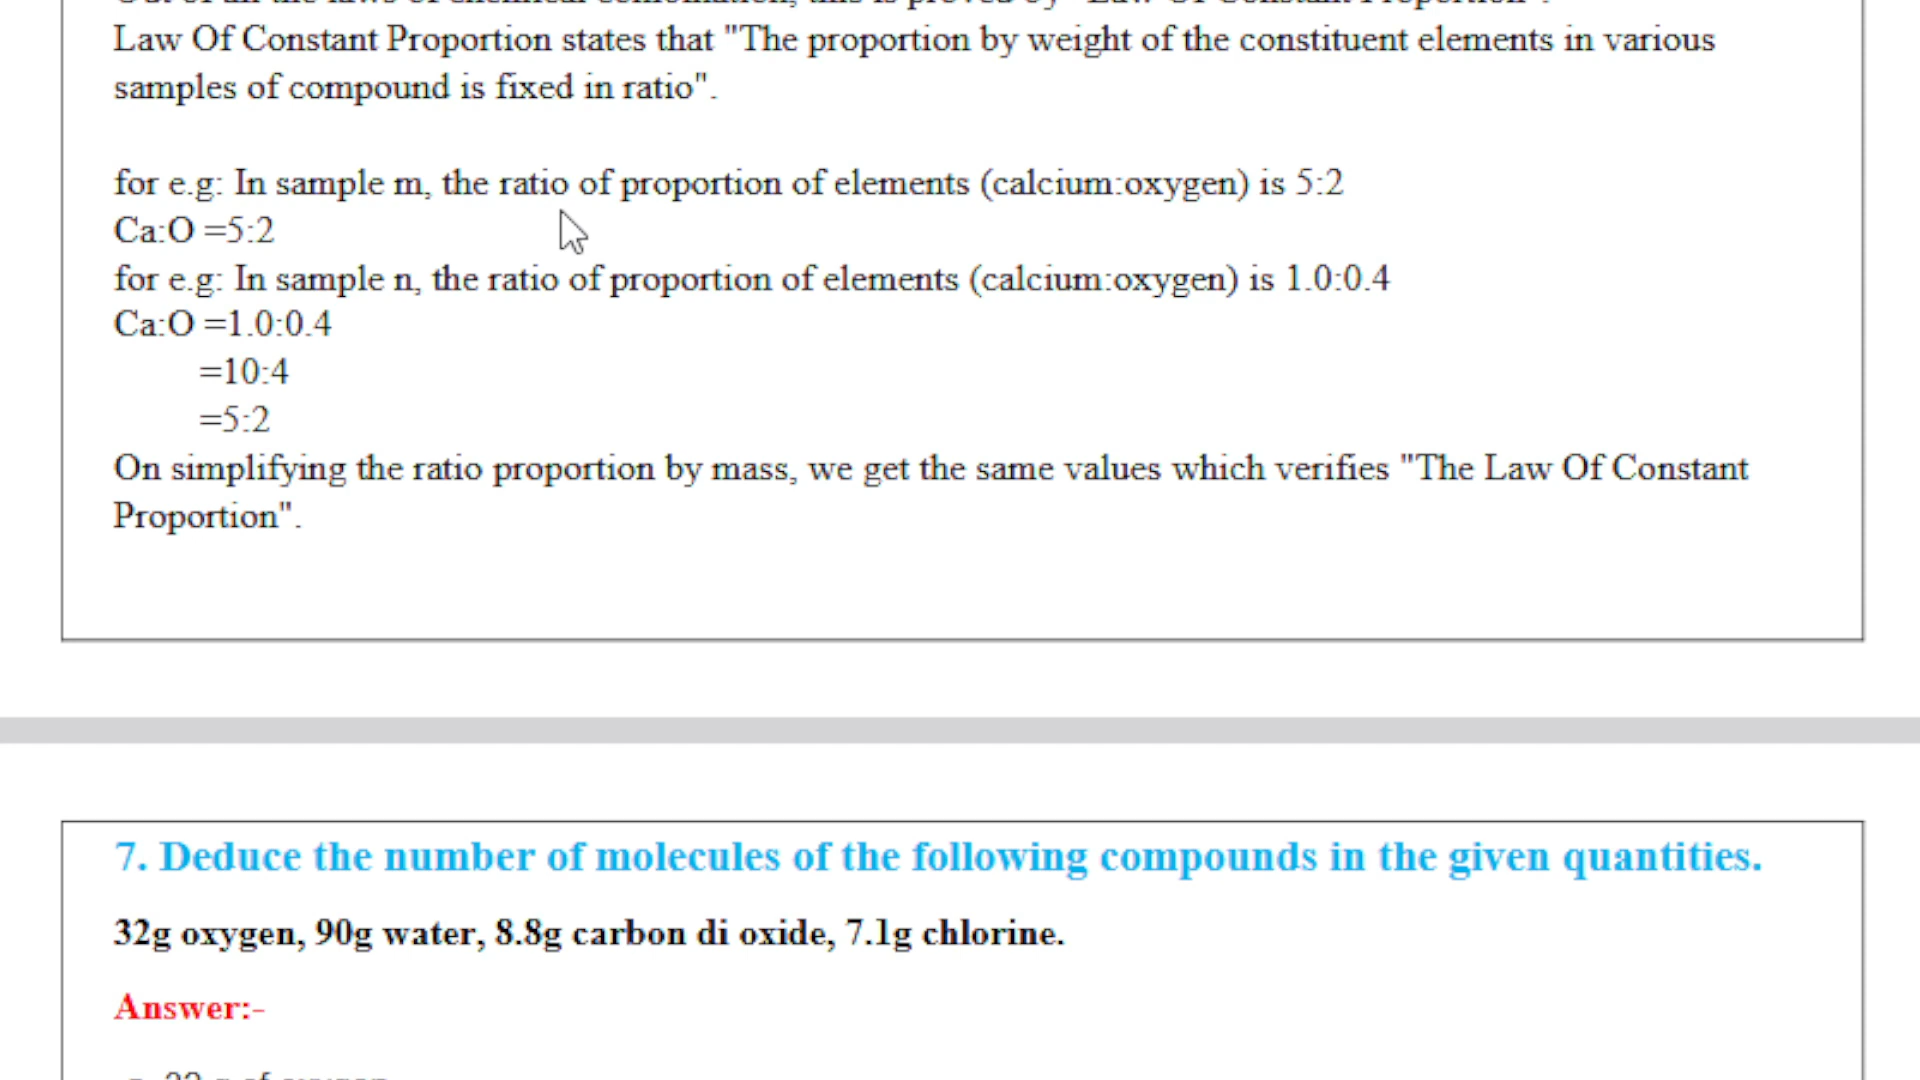 Law Of Constant Proportion states that "The proportion by weight of the constituent elements in various
samples of compound is fixed in ratio".
for e.g: In sample m, the ratio of proportion of elements (calcium:oxygen) is 5:2
Ca:O =5:2
for e.g: In sample n, the ratio of proportion of elements (calcium:oxygen) is 1.0:0.4
Ca:O =1.0:0.4
=10:4
=5:2
On simplifying the ratio proportion by mass, we get the same values which verifies "The Law Of Constant
Proportion".
7. Deduce the number of molecules of the following compounds in the given quantities.
32g oxygen, 90g water, 8.8g carbon di oxide, 7.1g chlorine.
Answer:-